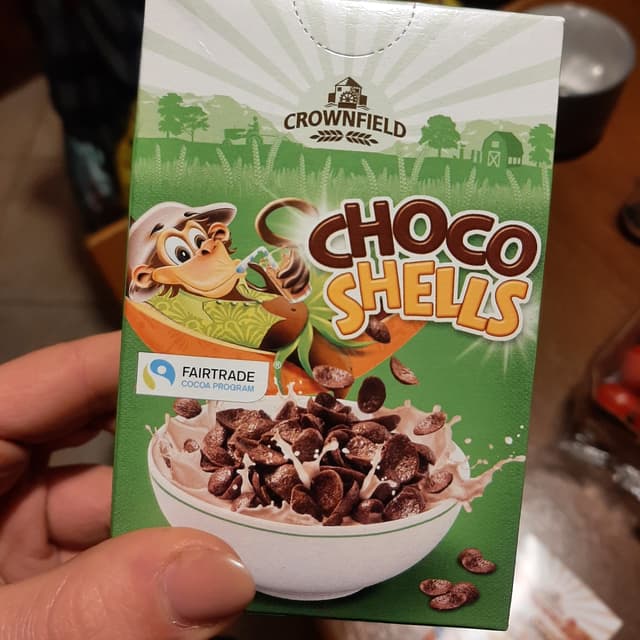 CROWNFIELD
CHOCO
SHELLS
FAIRTRADE
COCOA PROGRAM